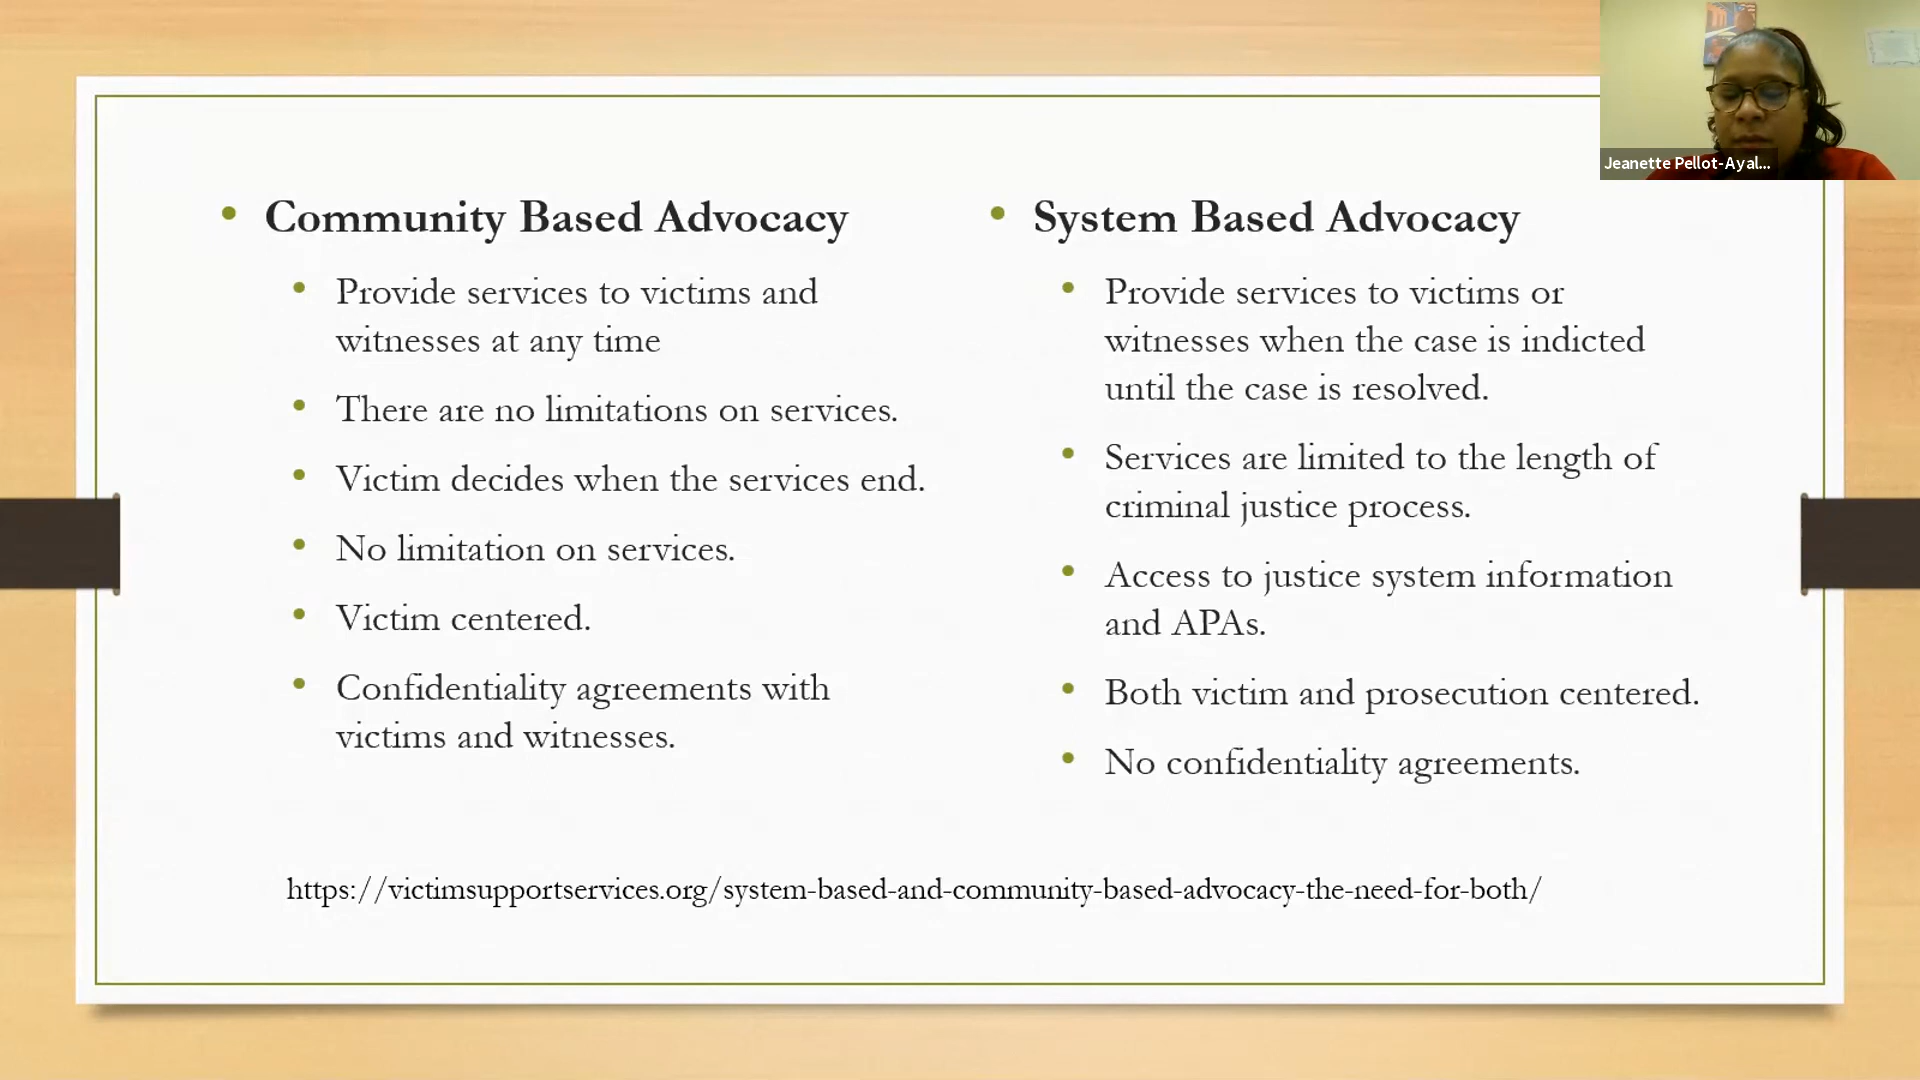 Jeanette Pellot-Ayal...
Community Based Advocacy
Provide services to victims and
witnesses at any time
There are no limitations on services.
Victim decides when the services end.
No limitation on services.
Victim centered.
Confidentiality agreements with
victims and witnesses.
System Based Advocacy
Provide services to victims or
witnesses when the case is indicted
until the case is resolved.
Services are limited to the length of
criminal justice process.
Access to justice system information
and APAs.
Both victim and prosecution centered.
No confidentiality agreements.
https://victimsupportservices.org/system-based-and-community-based-advocacy-the-need-for-both/